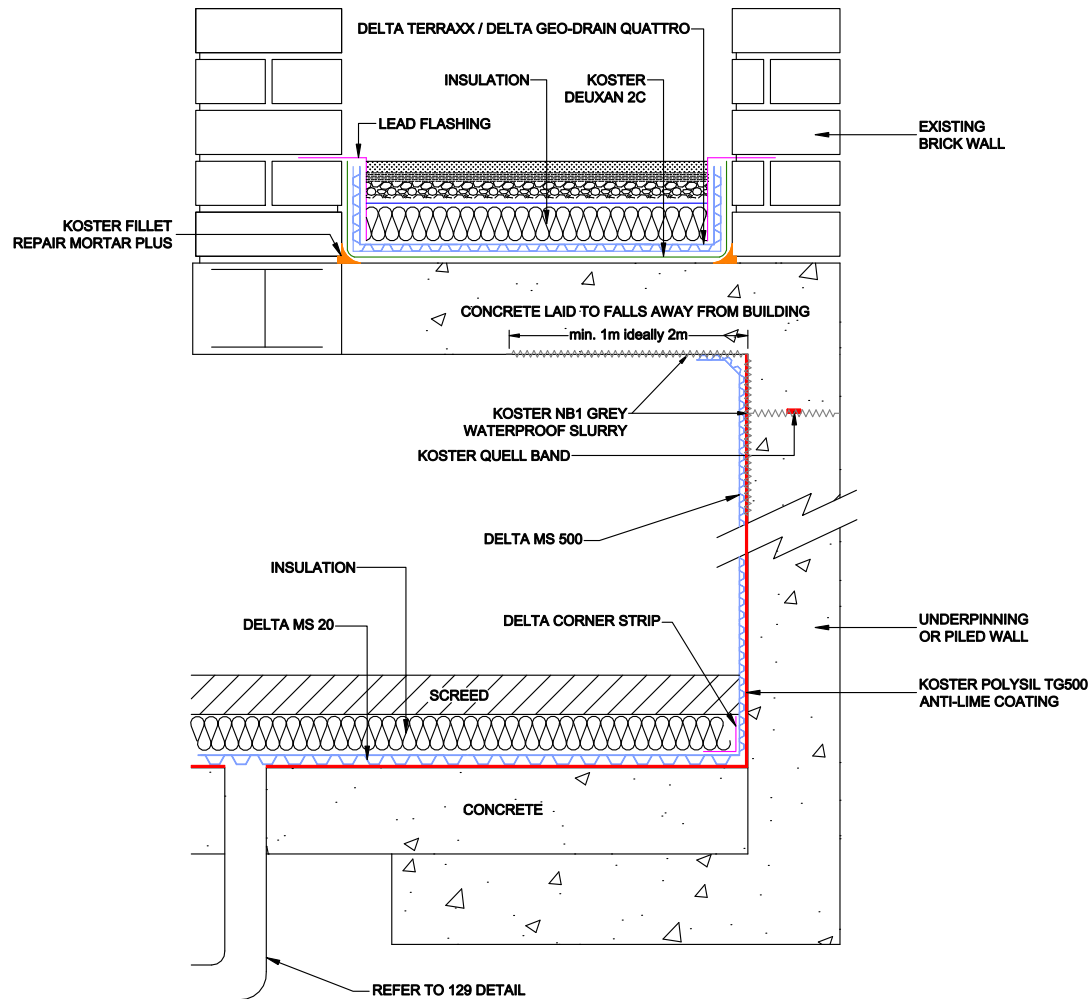 DELTA TERRAXX / DELTA GEO-DRAIN QUATTRO
INSULATION
KOSTER
DEUXAN 2C
LEAD FLASHING
EXISTING
BRICK WALL
KOSTER FILLET
REPAIR MORTAR PLUS
CONCRETE LAID TO FALLS AWAY FROM BUILDING
min. 1m ideally 2m
KOSTER NB1 GREY
WATERPROOF SLURRY
KOSTER QUELL BAND
DELTA MS 500
INSULATION
DELTA MS 20
DELTA CORNER STRIP
UNDERPINNING
OR PILED WALL
SCREED
KOSTER POLYSIL TG500
ANTI-LIME COATING
CONCRETE
REFER TO 129 DETAIL